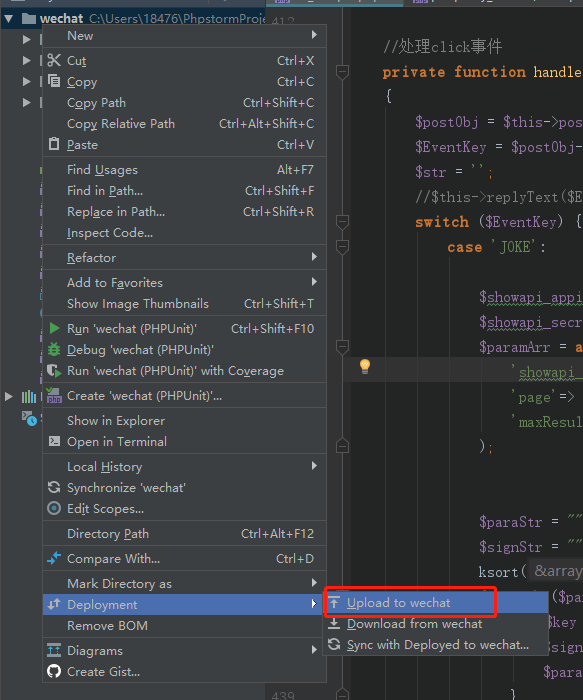 wechat C:\Users\18476\PhpstormProje
New
Cut Ctrl+X
Copy Ctrl+C
Copy Path Ctrl+Shift+C
Copy Relative Path Ctrl+Alt+Shift+C
Paste Ctrl+V
Find Usages Alt+F7
Find in Path... Ctrl+Shift+F
Replace in Path... Ctrl+Shift+R
Inspect Code...
Refactor
Add to Favorites
Show Image Thumbnails Ctrl+Shift+T
Run 'wechat (PHPUnit)' Ctrl+Shift+F10
Debug 'wechat (PHPUnit)'
Run 'wechat (PHPUnit)' with Coverage
Create 'wechat (PHPUnit)'...
Show in Explorer
Open in Terminal
Local History
Synchronize 'wechat'
Edit Scopes...
Directory Path Ctrl+Alt+F12
Compare With... Ctrl+D
Mark Directory as
Deployment
Remove BOM
Diagrams
Create Gist...
Upload to wechat
Download from wechat
Sync with Deployed to wechat...
412
//处理click事件
private function handle
{
$postObj = $this->pos
$EventKey = $postObj-
$str = '';
//$this->replyText($E
switch ($EventKey) {
case 'JOKE':
$showapi_appi
$showapi_secr
$paramArr = a
'showapi_
'page'=>
'maxResul
);
$paraStr = ""
$signStr = ""
ksort( &array
($pa
$key
$sign
$para
}
439